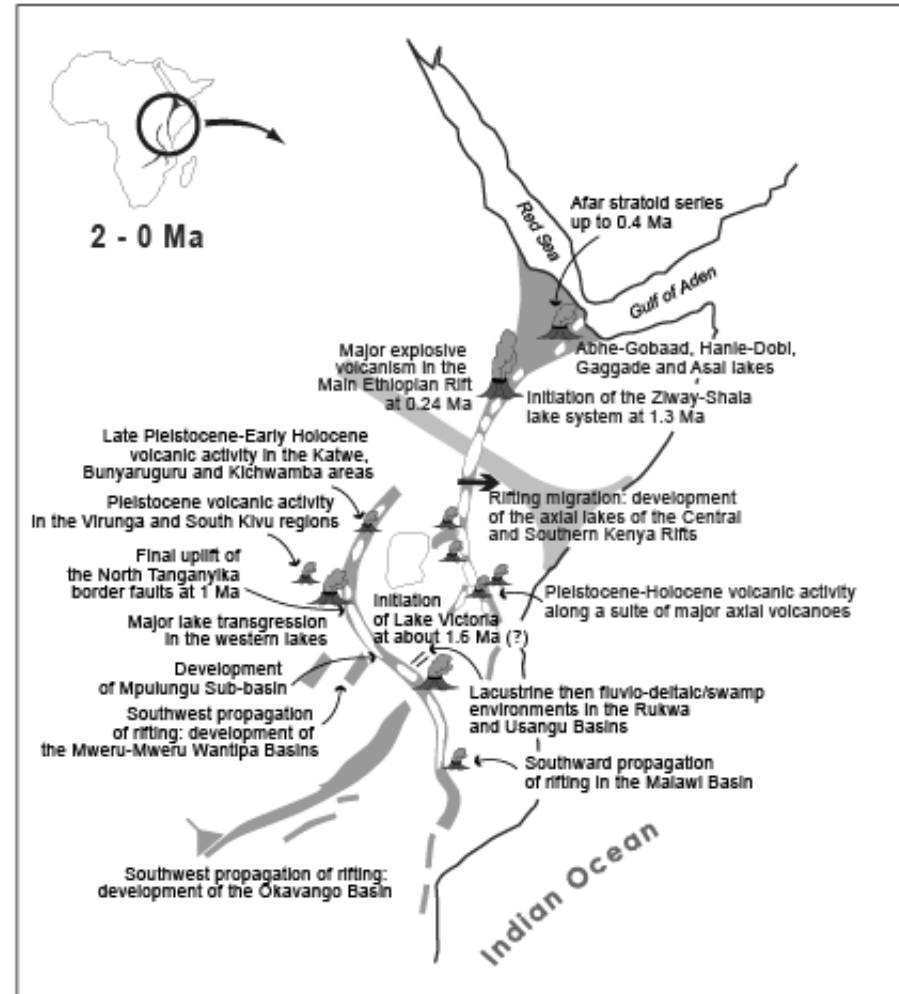 2 - 0 Ma
Red Sea
Afar stratoid series
up to 0.4 Ma
Gulf of Aden
Abhe-Gobaad, Hanle-Dobi,
Gaggade and Asal lakes
Major explosive
volcanism in the
Main Ethiopian Rift
at 0.24 Ma
Initiation of the Ziway-Shala
lake system at 1.3 Ma
Late Pleistocene-Early Holocene
volcanic activity in the Katwe,
Bunyaruguru and Kichwamba areas
Pleistocene volcanic activity
in the Virunga and South Kivu regions
Rifting migration: development
of the axial lakes of the Central
and Southern Kenya Rifts
Final uplift of
the North Tanganyika
border faults at 1 Ma
Pleistocene-Holocene volcanic activity
along a suite of major axial volcanoes
Initiation
of Lake Victoria
at about 1.6 Ma (?)
Major lake transgression
in the western lakes
Development
of Mpulungu Sub-basin
Lacustrine then fluvio-deltaic/swamp
environments in the Rukwa
and Usangu Basins
Southwest propagation
of rifting: development of
the Mweru-Mweru Wantipa Basins
Southward propagation
of rifting in the Malawi Basin
Southwest propagation of rifting:
development of the Okavango Basin
Indian Ocean